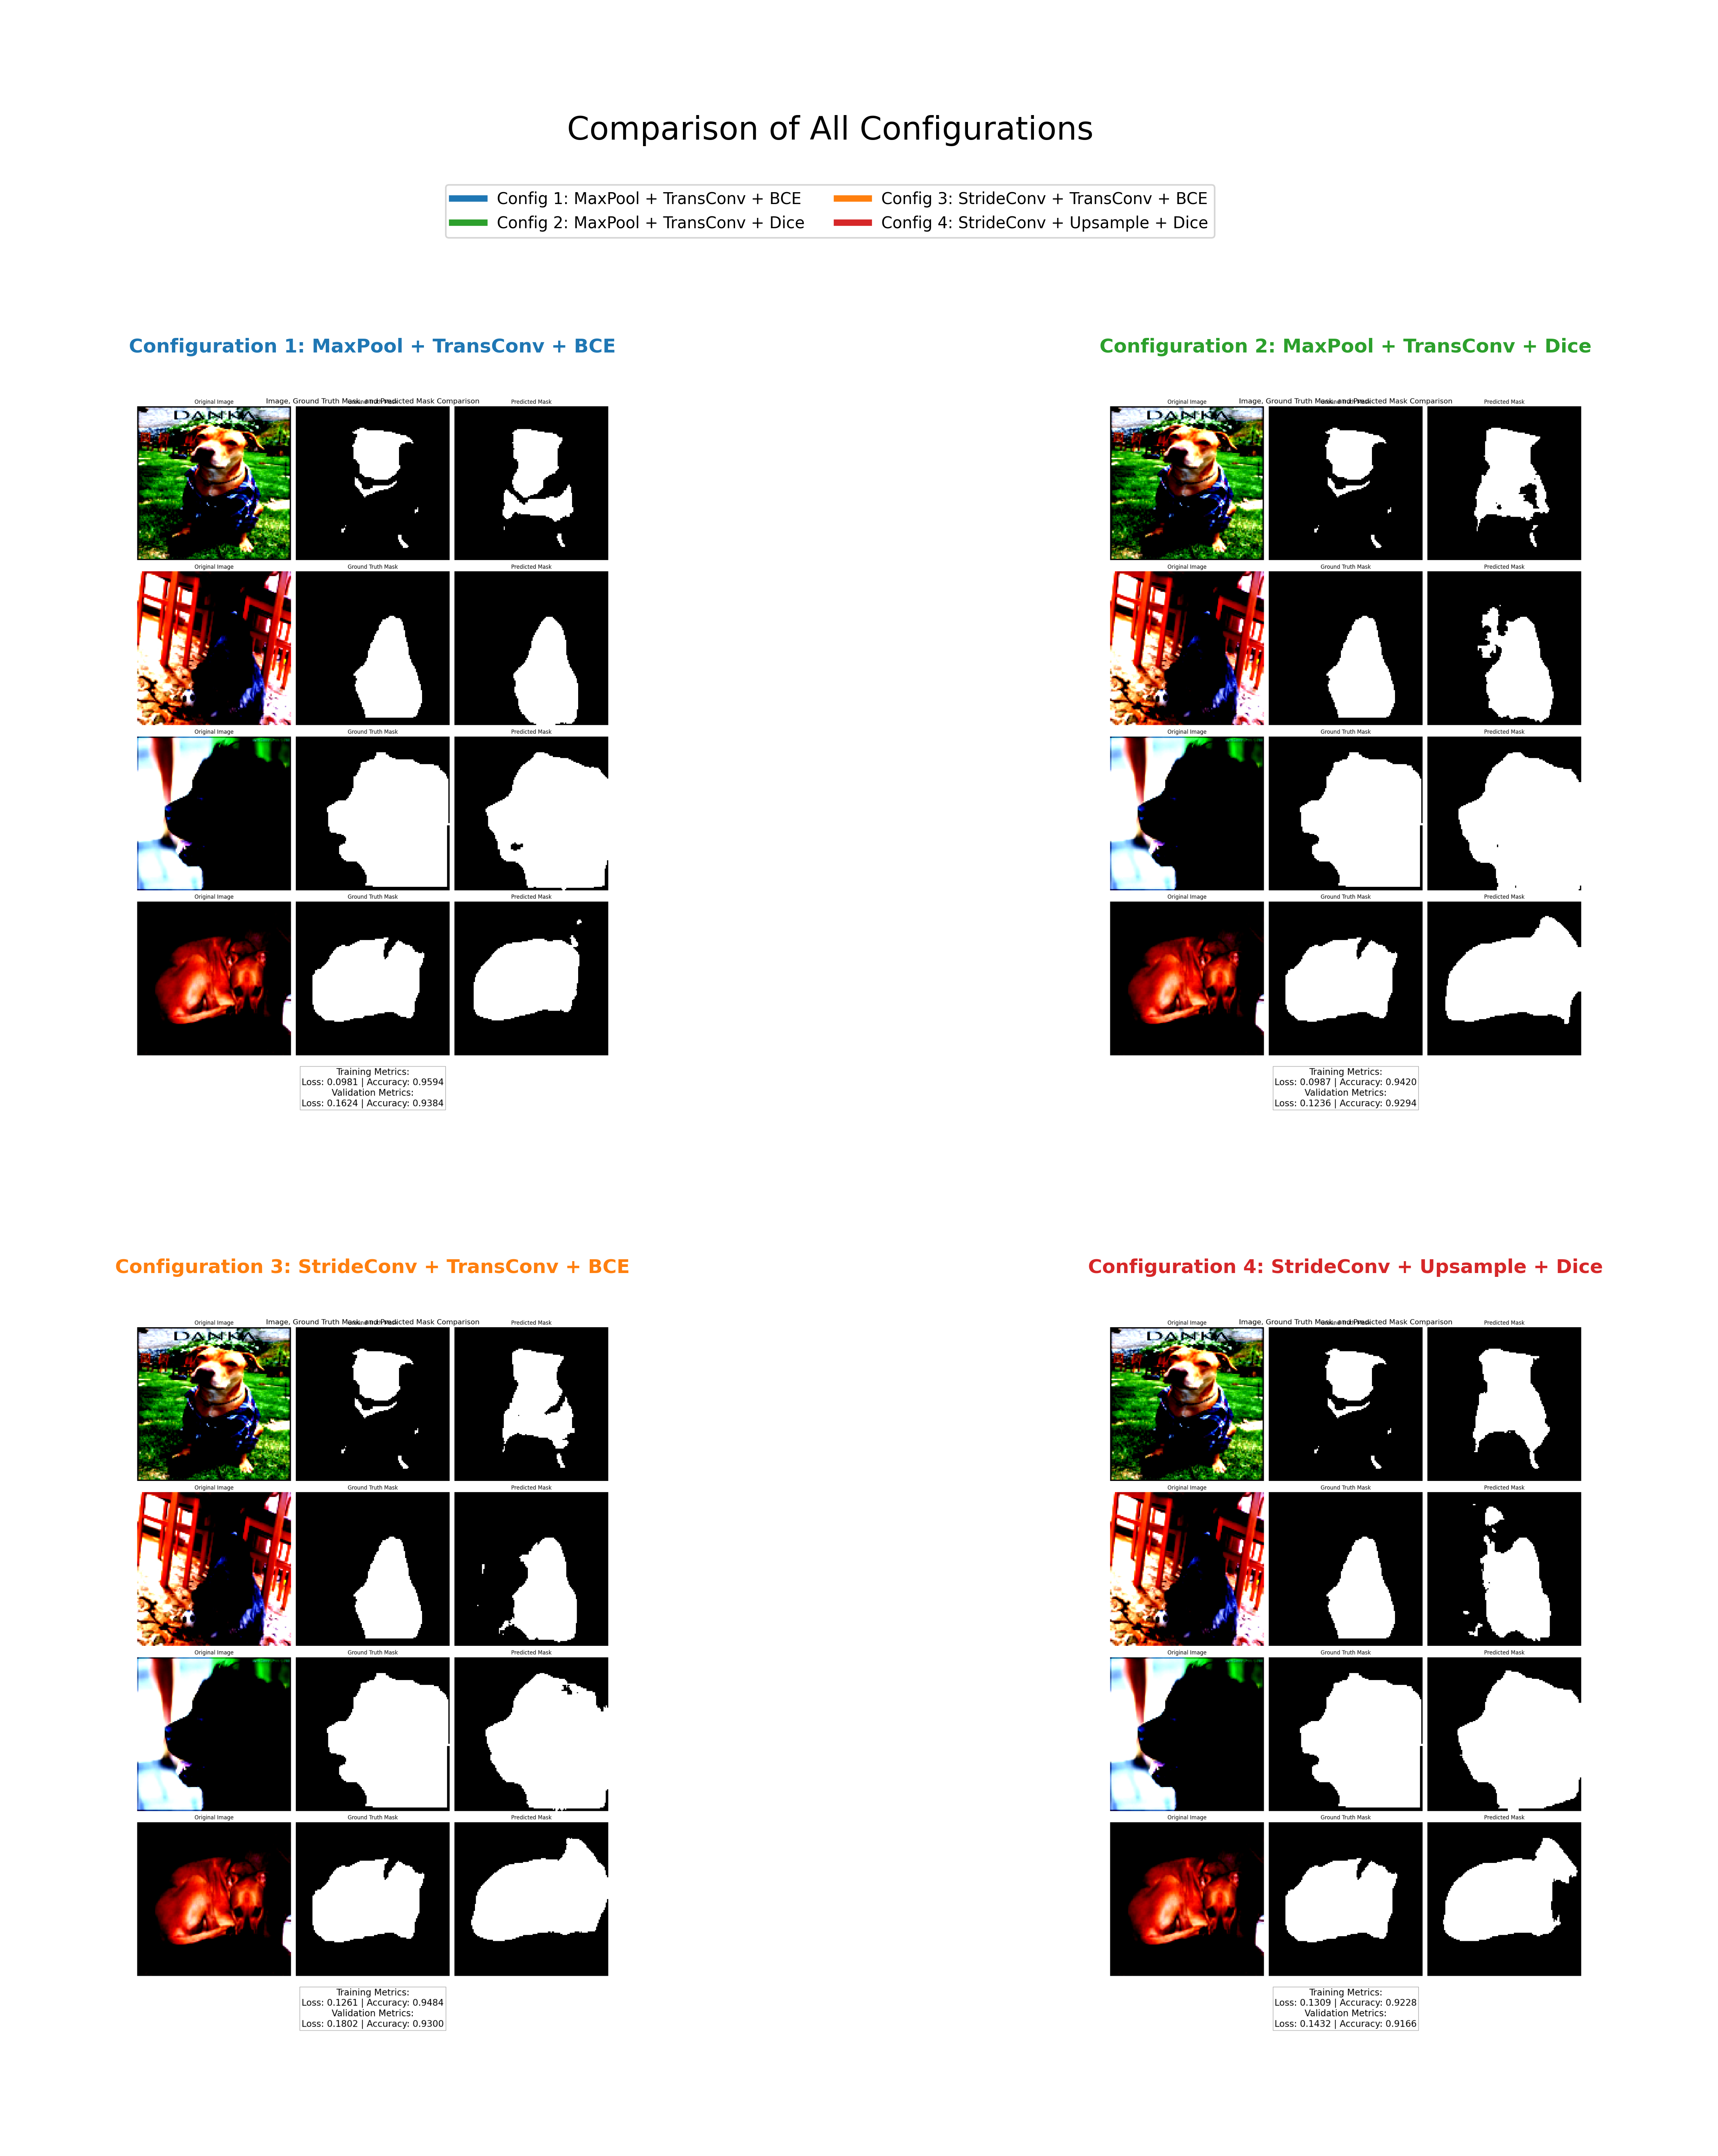 Comparison of All Configurations
Config 1: MaxPool + TransConv + BCE
Config 2: MaxPool + TransConv + Dice
Config 3: StrideConv + TransConv + BCE
Config 4: StrideConv + Upsample + Dice
Configuration 1: MaxPool + TransConv + BCE
Image, Ground Truth Mask, and Predicted Mask Comparison
Original Image
Ground Truth Mask
Predicted Mask
DANKA
Original Image
Ground Truth Mask
Predicted Mask
Original Image
Ground Truth Mask
Predicted Mask
Original Image
Ground Truth Mask
Predicted Mask
Training Metrics:
Loss: 0.0981 | Accuracy: 0.9594
Validation Metrics:
Loss: 0.1624 | Accuracy: 0.9384
Configuration 2: MaxPool + TransConv + Dice
Image, Ground Truth Mask, and Predicted Mask Comparison
Original Image
Ground Truth Mask
Predicted Mask
DANKA
Original Image
Ground Truth Mask
Predicted Mask
Original Image
Ground Truth Mask
Predicted Mask
Original Image
Ground Truth Mask
Predicted Mask
Training Metrics:
Loss: 0.0987 | Accuracy: 0.9420
Validation Metrics:
Loss: 0.1236 | Accuracy: 0.9294
Configuration 3: StrideConv + TransConv + BCE
Image, Ground Truth Mask, and Predicted Mask Comparison
Original Image
Ground Truth Mask
Predicted Mask
DANKA
Original Image
Ground Truth Mask
Predicted Mask
Original Image
Ground Truth Mask
Predicted Mask
Original Image
Ground Truth Mask
Predicted Mask
Training Metrics:
Loss: 0.1261 | Accuracy: 0.9484
Validation Metrics:
Loss: 0.1802 | Accuracy: 0.9300
Configuration 4: StrideConv + Upsample + Dice
Image, Ground Truth Mask, and Predicted Mask Comparison
Original Image
Ground Truth Mask
Predicted Mask
DANKA
Original Image
Ground Truth Mask
Predicted Mask
Original Image
Ground Truth Mask
Predicted Mask
Original Image
Ground Truth Mask
Predicted Mask
Training Metrics:
Loss: 0.1309 | Accuracy: 0.9228
Validation Metrics:
Loss: 0.1432 | Accuracy: 0.9166